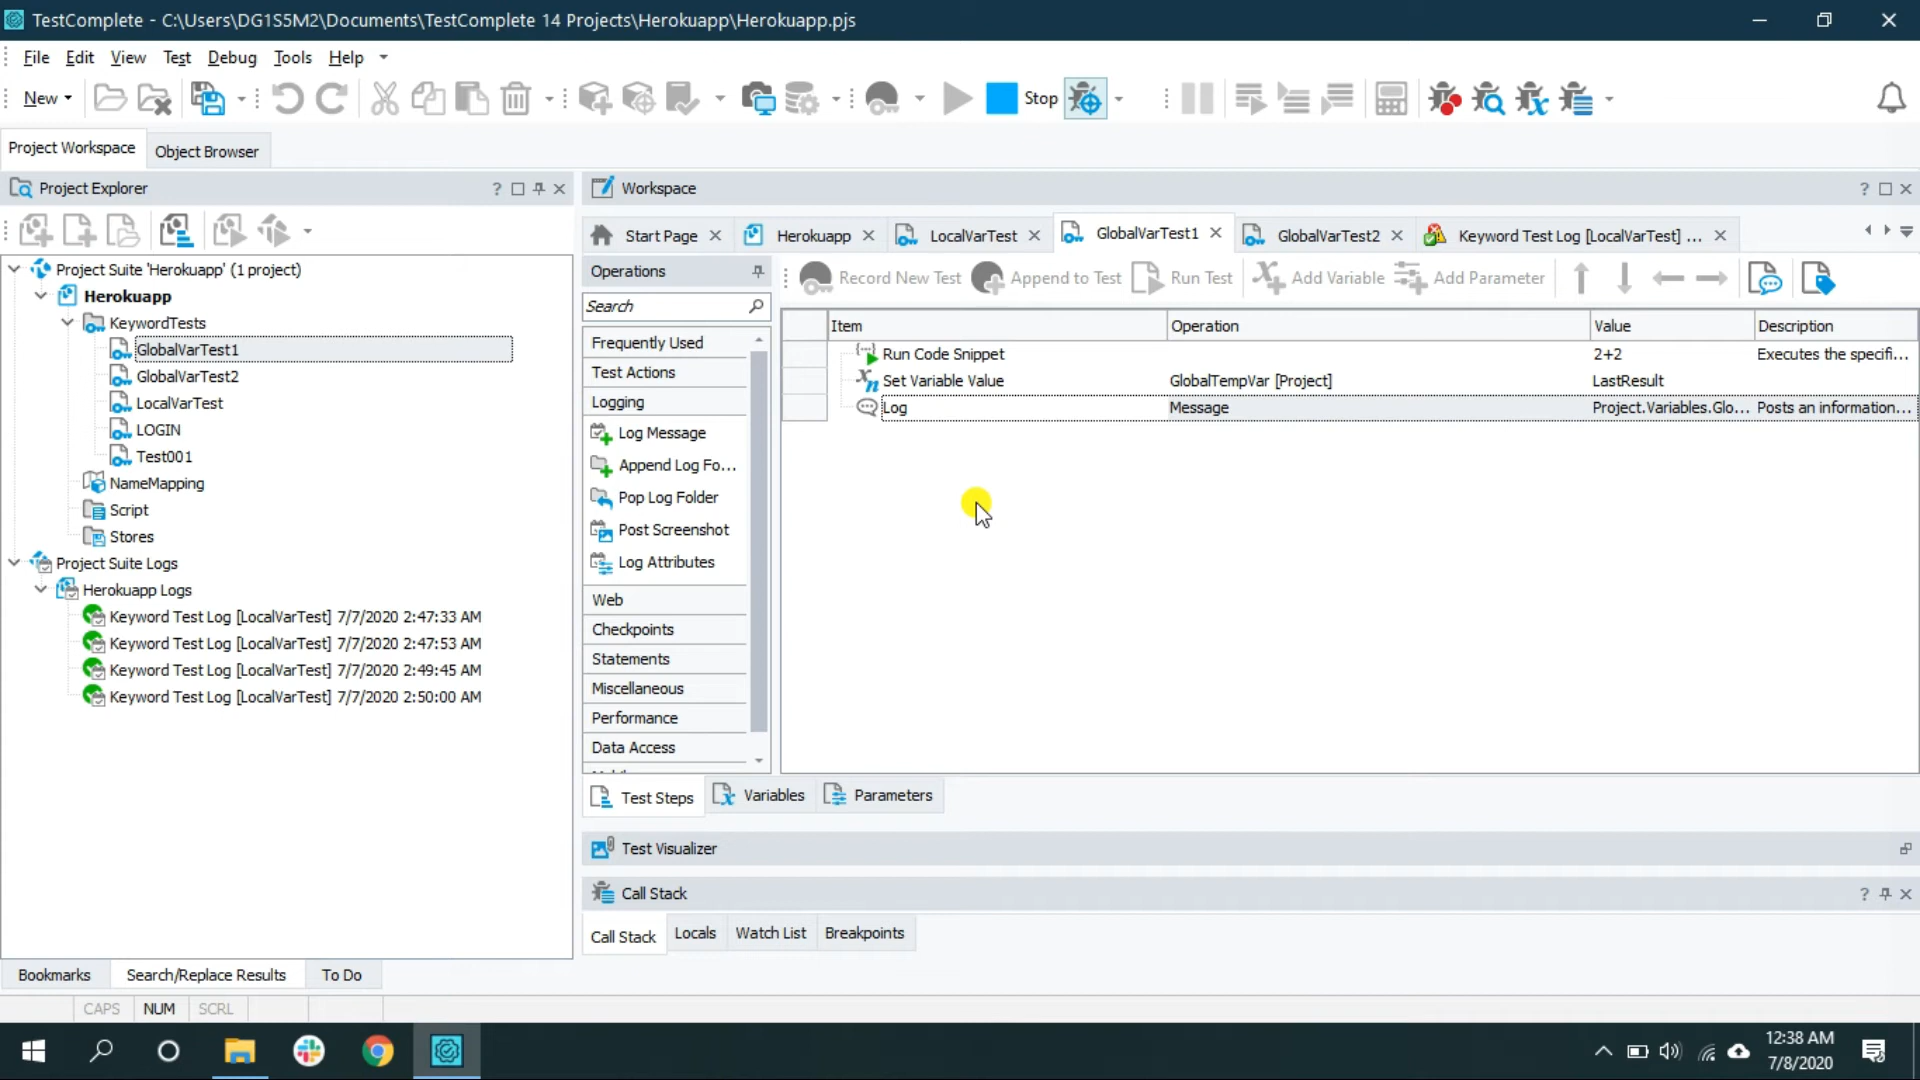 TestComplete - C:\Users\DG1S5M2\Documents\TestComplete 14 Projects\Herokuapp\Herokuapp.pjs
File Edit View Test Debug Tools Help
New Stop
Project Workspace Object Browser
Project Explorer ?
Workspace ?
Start Page Herokuapp LocalVarTest GlobalVarTest1 GlobalVarTest2 Keyword Test Log [LocalVarTest] ...
Operations
Record New Test Append to Test Run Test Add Variable Add Parameter
Search
Item Operation Value Description
Run Code Snippet 2+2 Executes the specifi...
Set Variable Value GlobalTempVar [Project] LastResult
Log Message Project.Variables.Glo... Posts an information...
Project Suite 'Herokuapp' (1 project)
Herokuapp
KeywordTests
GlobalVarTest1
GlobalVarTest2
LocalVarTest
LOGIN
Test001
NameMapping
Script
Stores
Project Suite Logs
Herokuapp Logs
Keyword Test Log [LocalVarTest] 7/7/2020 2:47:33 AM
Keyword Test Log [LocalVarTest] 7/7/2020 2:47:53 AM
Keyword Test Log [LocalVarTest] 7/7/2020 2:49:45 AM
Keyword Test Log [LocalVarTest] 7/7/2020 2:50:00 AM
Frequently Used
Test Actions
Logging
Log Message
Append Log Fo...
Pop Log Folder
Post Screenshot
Log Attributes
Web
Checkpoints
Statements
Miscellaneous
Performance
Data Access
Test Steps Variables Parameters
Test Visualizer
Call Stack ?
Call Stack Locals Watch List Breakpoints
Bookmarks Search/Replace Results To Do
CAPS NUM SCRL
12:38 AM
7/8/2020